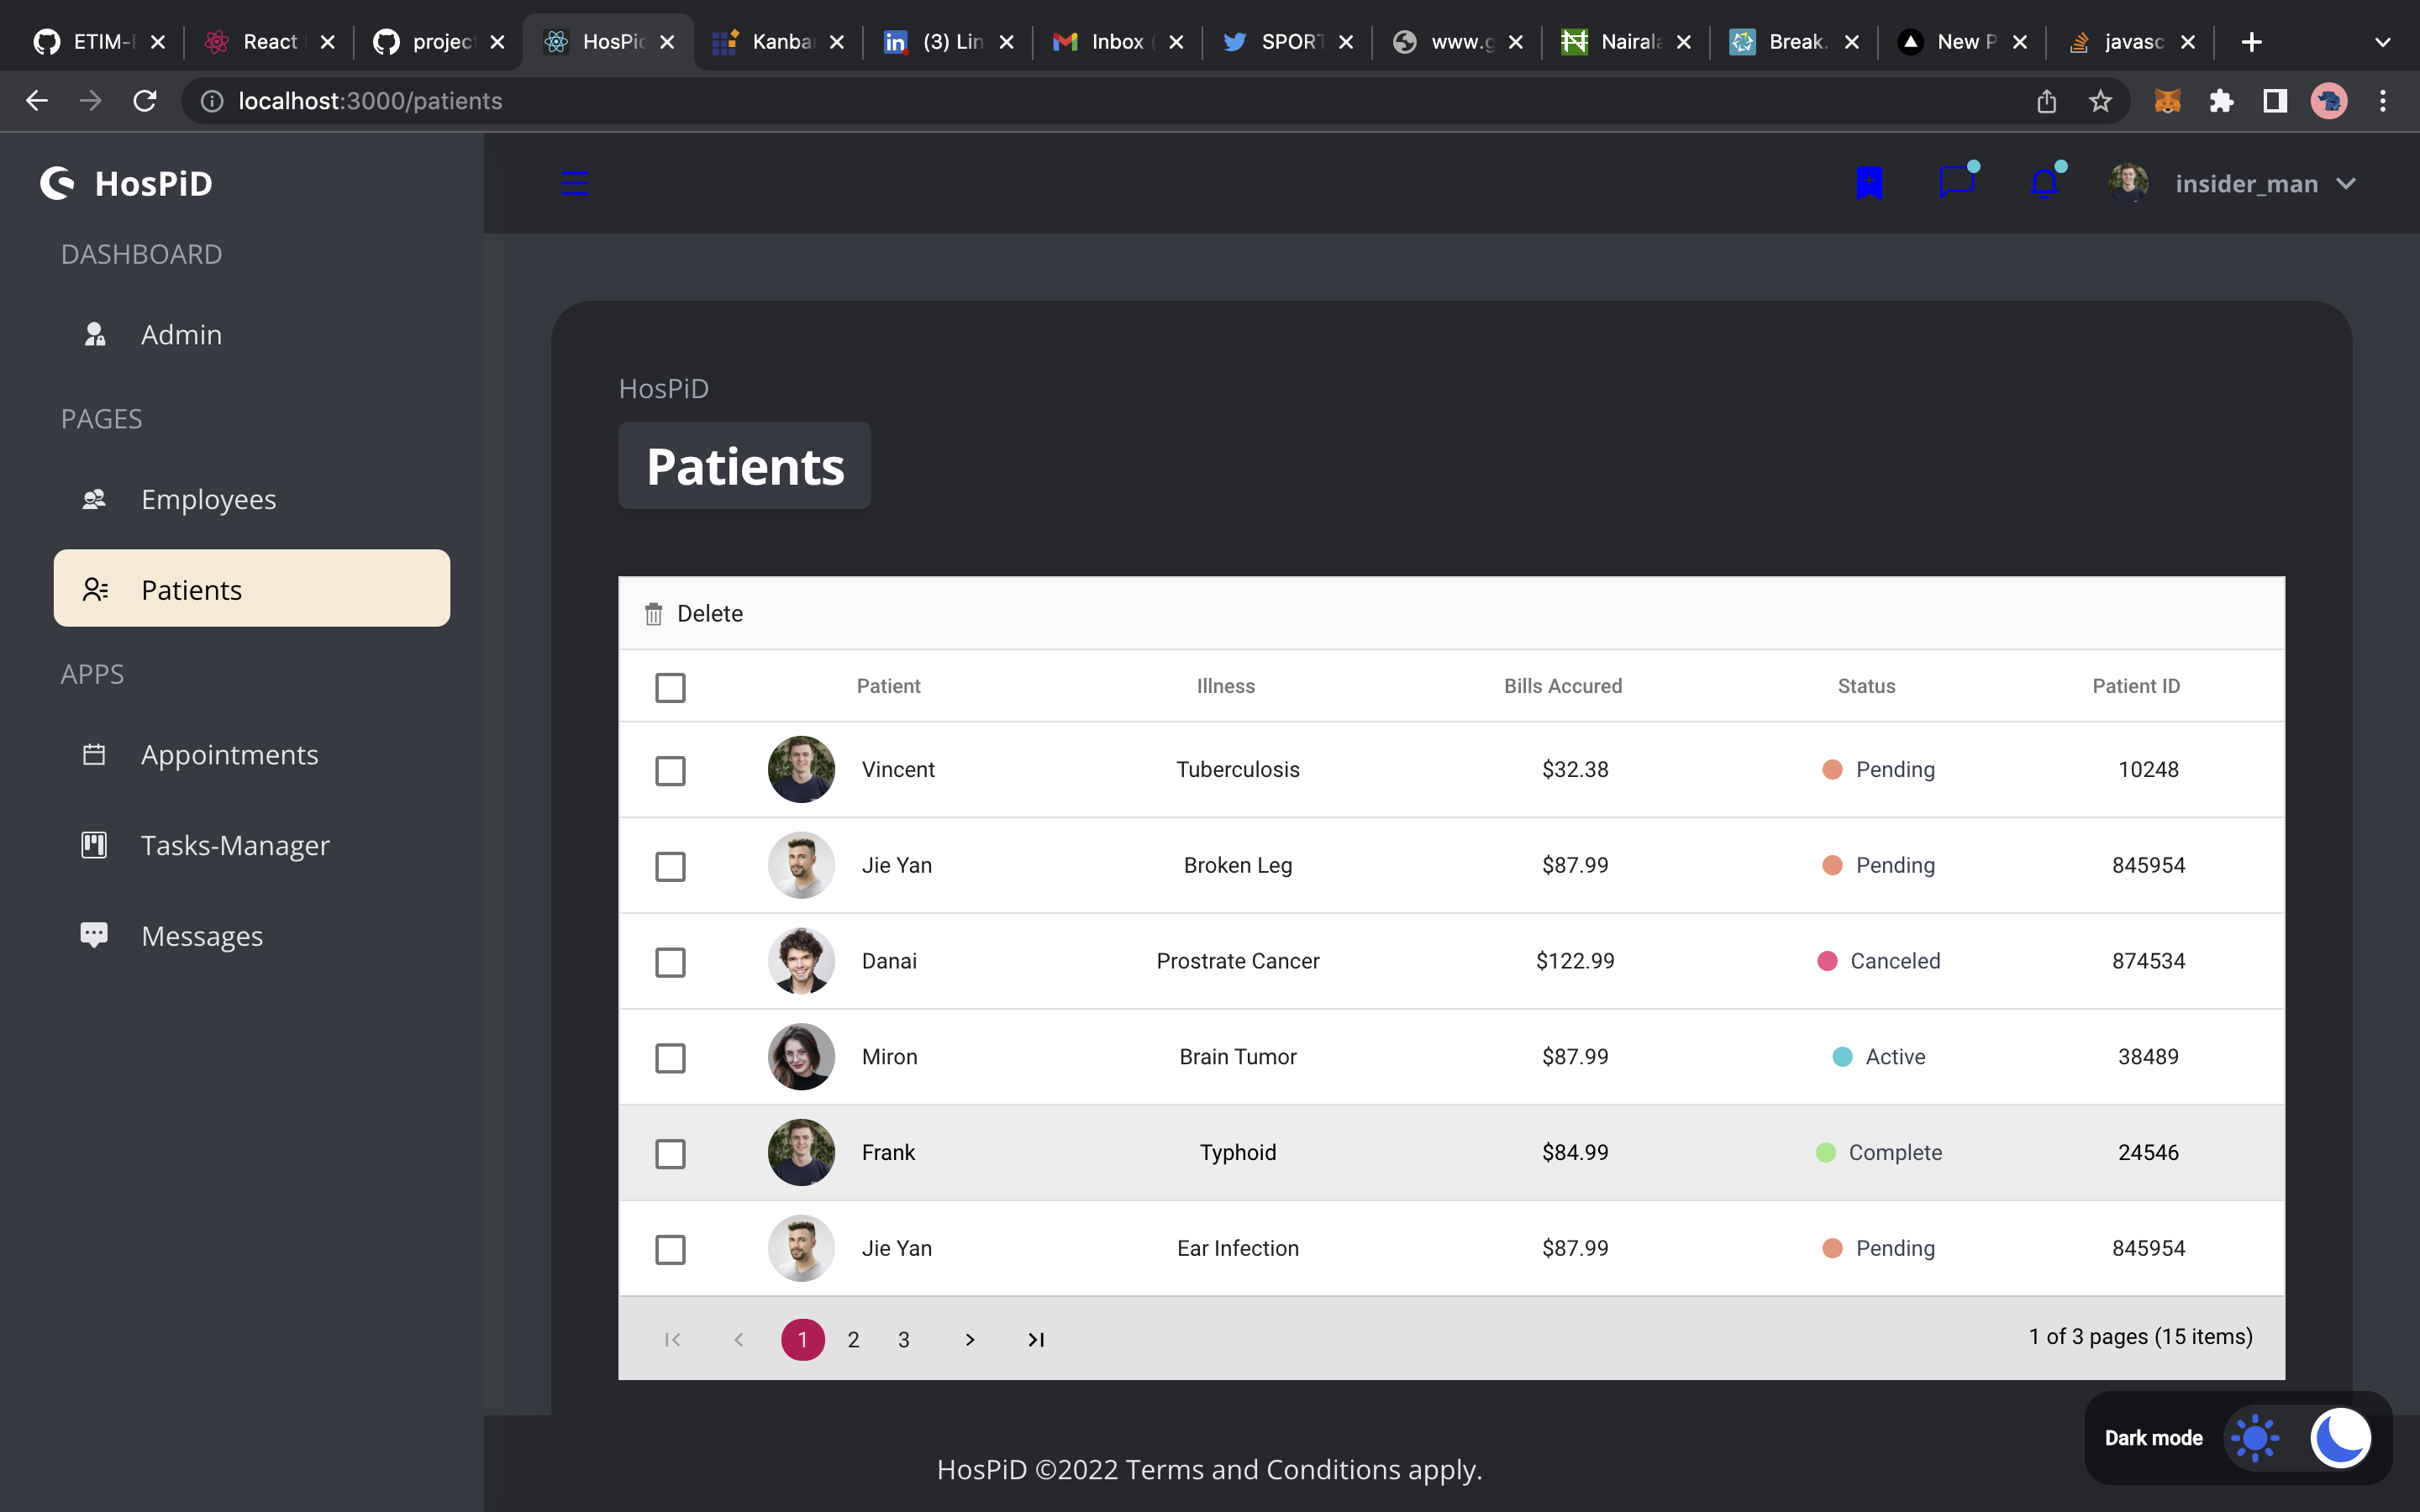 ETIM-
React
projec
HosPiD
Kanba
(3) Lin
Inbox (
SPORT
www.g
Nairala
Break.
New P
javasc
localhost:3000/patients
HosPiD
insider_man
DASHBOARD
Admin
PAGES
Employees
Patients
APPS
Appointments
Tasks-Manager
Messages
HosPiD
Patients
Delete
Patient Illness Bills Accured Status Patient ID
Vincent Tuberculosis $32.38 Pending 10248
Jie Yan Broken Leg $87.99 Pending 845954
Danai Prostrate Cancer $122.99 Canceled 874534
Miron Brain Tumor $87.99 Active 38489
Frank Typhoid $84.99 Complete 24546
Jie Yan Ear Infection $87.99 Pending 845954
1 2 3
1 of 3 pages (15 items)
Dark mode
HosPiD ©2022 Terms and Conditions apply.